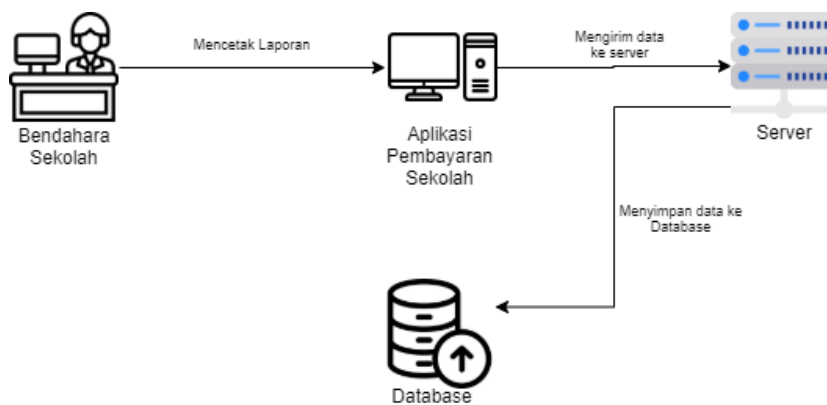 Mencetak Laporan
Mengirim data
ke server
Bendahara
Sekolah
Aplikasi
Pembayaran
Sekolah
Server
Menyimpan data ke
Database
Database